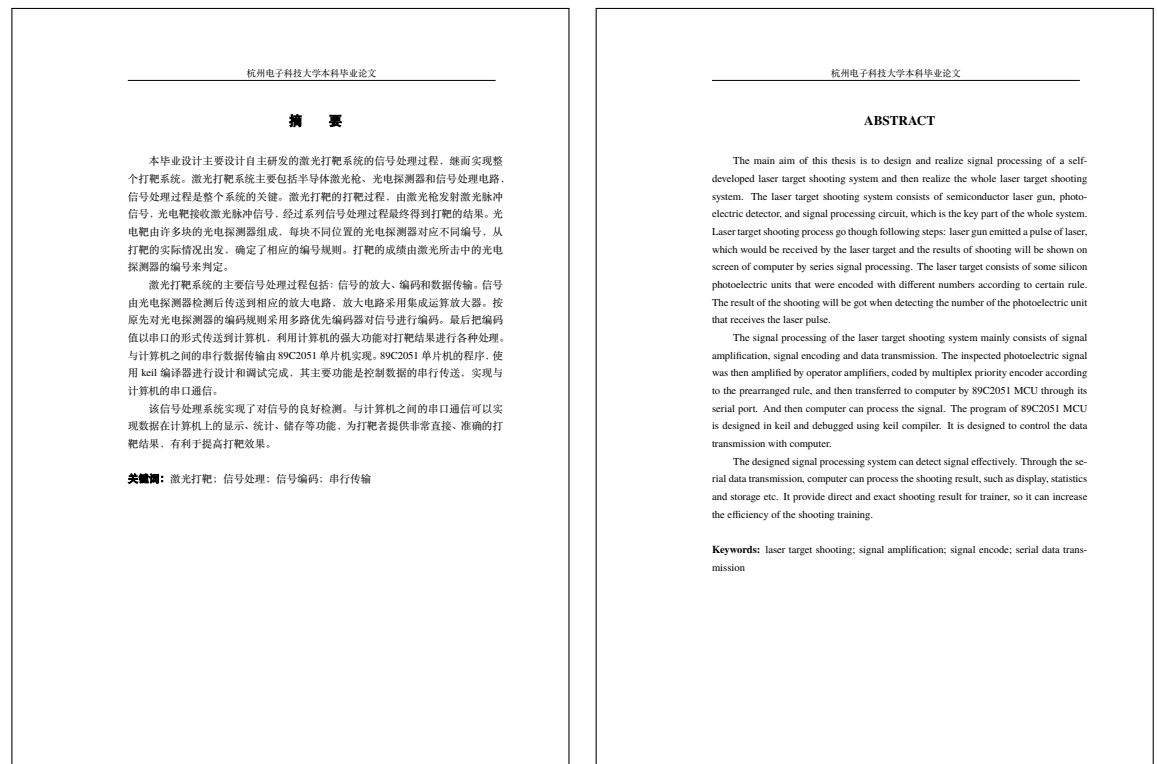 杭州电子科技大学本科毕业论文
摘 要
本毕业设计主要设计自主研发的激光打靶系统的信号处理过程，继而实现整
个打靶系统。激光打靶系统主要包括半导体激光枪、光电探测器和信号处理电路，
信号处理过程是整个系统的关键。激光打靶的打靶过程，由激光枪发射激光脉冲
信号，光电靶接收激光脉冲信号，经过系列信号处理过程最终得到打靶的结果。光
电靶由许多块的光电探测器组成，每块不同位置的光电探测器对应不同编号，从
打靶的实际情况出发，确定了相应的编号规则。打靶的成绩由激光所击中的光电
探测器的编号来判定。
激光打靶系统的主要信号处理过程包括：信号的放大、编码和数据传输。信号
由光电探测器检测后传送到相应的放大电路，放大电路采用集成运算放大器。按
原先对光电探测器的编码规则采用多路优先编码器对信号进行编码。最后把编码
值以串口的形式传送到计算机，利用计算机的强大功能对打靶结果进行各种处理。
与计算机之间的串行数据传输由 89C2051 单片机实现。89C2051 单片机的程序，使
用 keil 编译器进行设计和调试完成，其主要功能是控制数据的串行传送，实现与
计算机的串口通信。
该信号处理系统实现了对信号的良好检测。与计算机之间的串口通信可以实
现数据在计算机上的显示、统计、储存等功能，为打靶者提供非常直接、准确的打
靶结果，有利于提高打靶效果。
关键词：激光打靶；信号处理；信号编码；串行传输
杭州电子科技大学本科毕业论文
ABSTRACT
The main aim of this thesis is to design and realize signal processing of a self-
developed laser target shooting system and then realize the whole laser target shooting
system. The laser target shooting system consists of semiconductor laser gun, photo-
electric detector, and signal processing circuit, which is the key part of the whole system.
Laser target shooting process go though following steps: laser gun emitted a pulse of laser,
which would be received by the laser target and the results of shooting will be shown on
screen of computer by series signal processing. The laser target consists of some silicon
photoelectric units that were encoded with different numbers according to certain rule.
The result of the shooting will be got when detecting the number of the photoelectric unit
that receives the laser pulse.
The signal processing of the laser target shooting system mainly consists of signal
amplification, signal encoding and data transmission. The inspected photoelectric signal
was then amplified by operator amplifiers, coded by multiplex priority encoder according
to the prearranged rule, and then transferred to computer by 89C2051 MCU through its
serial port. And then computer can process the signal. The program of 89C2051 MCU
is designed in keil and debugged using keil compiler. It is designed to control the data
transmission with computer.
The designed signal processing system can detect signal effectively. Through the se-
rial data transmission, computer can process the shooting result, such as display, statistics
and storage etc. It provide direct and exact shooting result for trainer, so it can increase
the efficiency of the shooting training.
Keywords: laser target shooting; signal amplification; signal encode; serial data trans-
mission